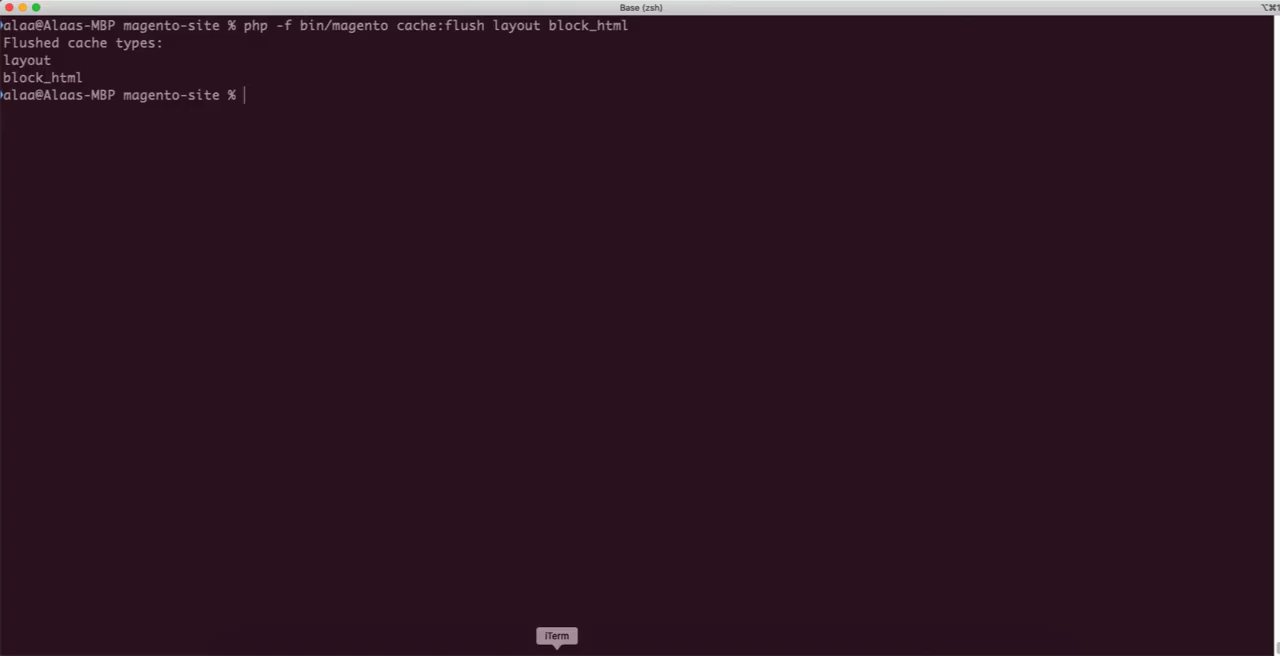 Base (zsh)
⌥⌘1
alaa@Alaas-MBP magento-site % php -f bin/magento cache:flush layout block_html
Flushed cache types:
layout
block_html
alaa@Alaas-MBP magento-site %
iTerm